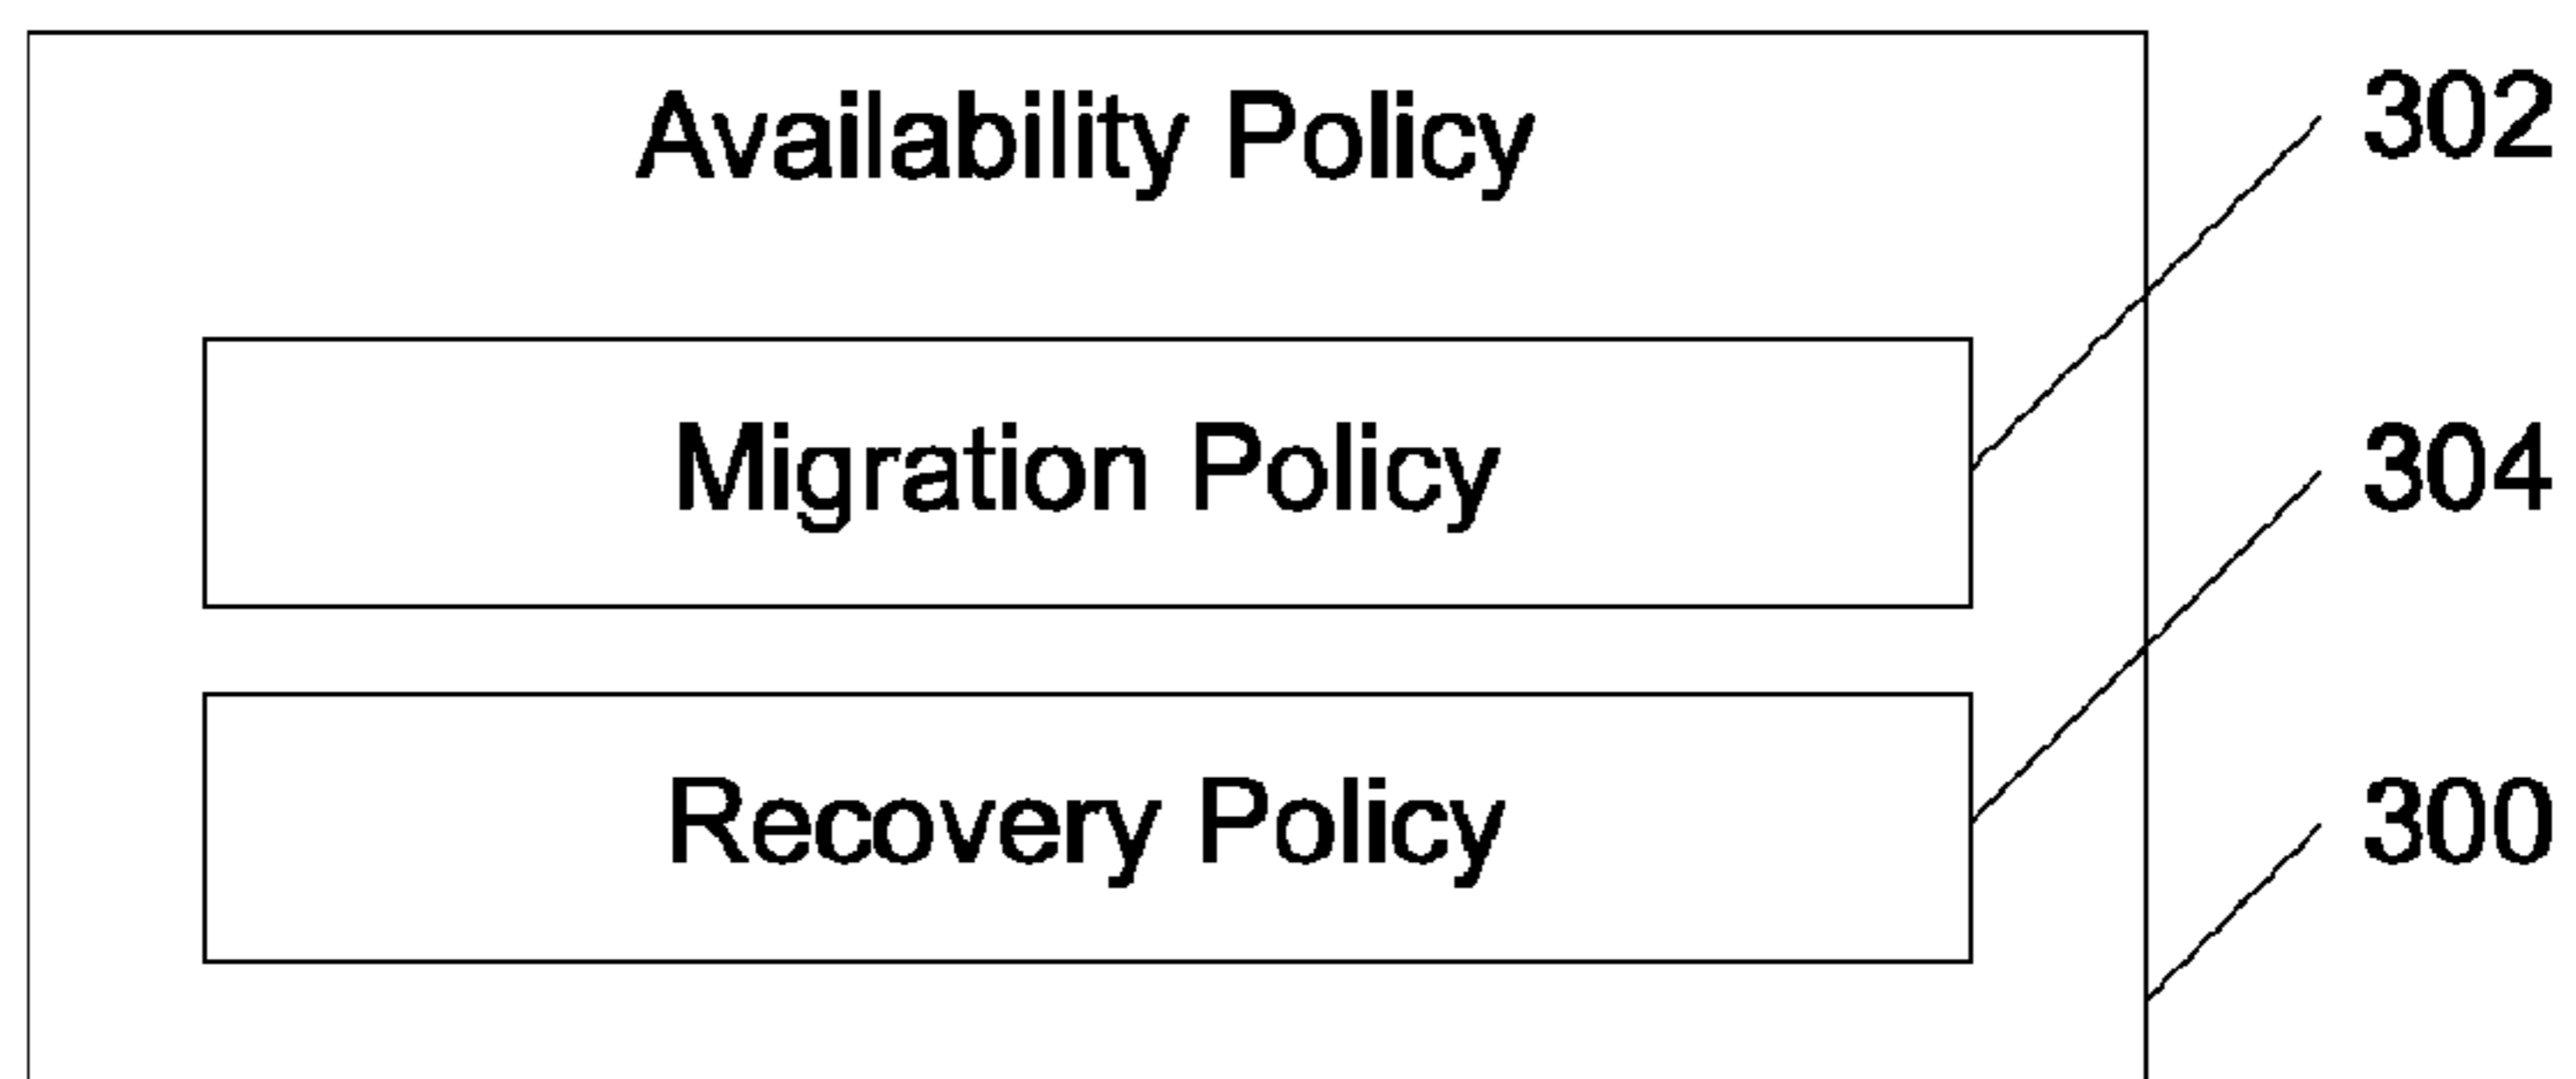 Availability Policy
302
Migration Policy
304
Recovery Policy
300